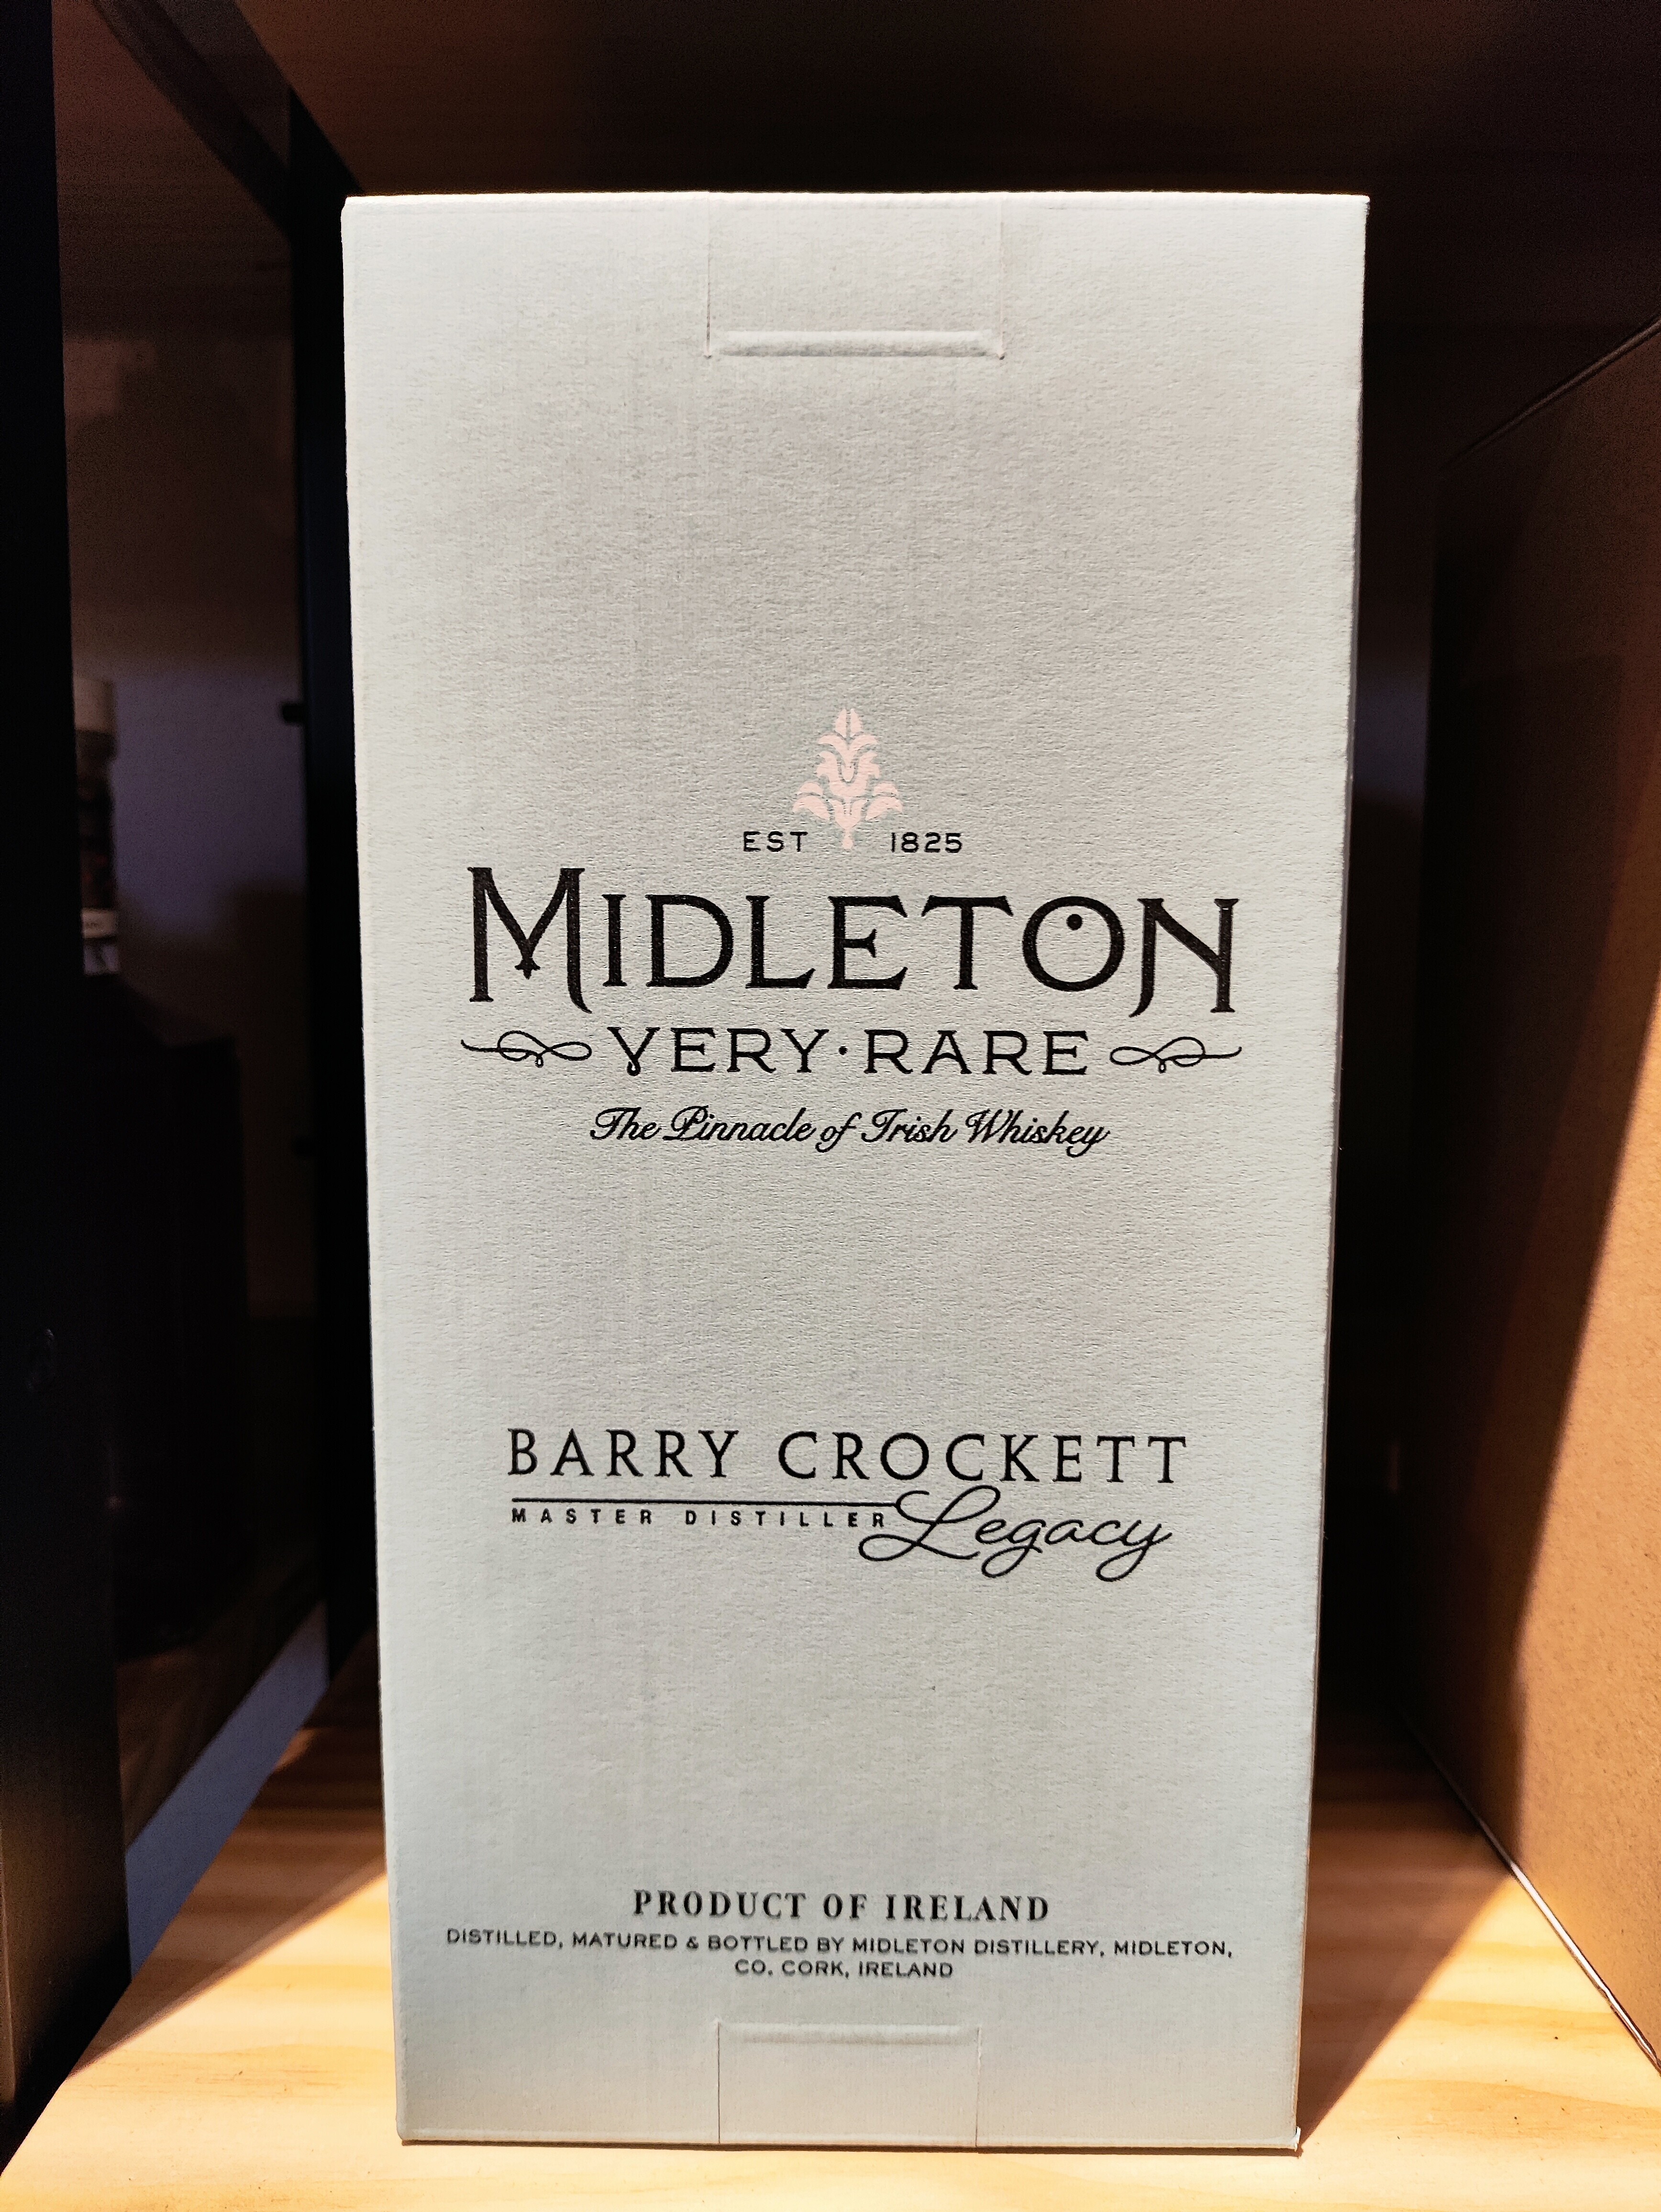 EST 1825
MIDLETON
VERY·RARE
The Pinnacle of Irish Whiskey
BARRY CROCKETT
MASTER DISTILLER Legacy
PRODUCT OF IRELAND
DISTILLED, MATURED & BOTTLED BY MIDLETON DISTILLERY, MIDLETON,
CO. CORK, IRELAND